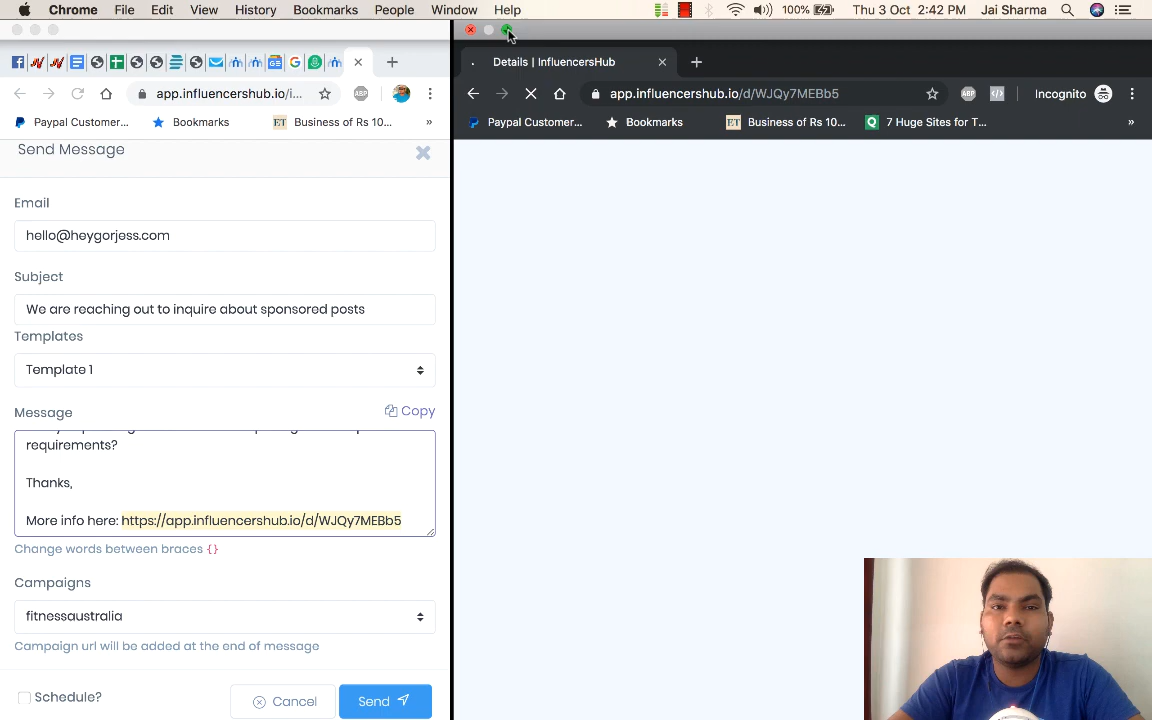 Chrome File Edit View History Bookmarks People Window Help 100% Thu 3 Oct 2:42 PM Jai Sharma
Details | InfluencersHub
app.influencershub.io/i...
ABP
app.influencershub.io/d/WJQy7MEBb5
ABP
Incognito
Paypal Customer...
Bookmarks
ET Business of Rs 10...
»
Paypal Customer...
Bookmarks
ET Business of Rs 10...
Q 7 Huge Sites for T...
»
Send Message
Email
hello@heygorjess.com
Subject
We are reaching out to inquire about sponsored posts
Templates
Template 1
Message
Copy
requirements?
Thanks,
More info here: https://app.influencershub.io/d/WJQy7MEBb5
Change words between braces {}
Campaigns
fitnessaustralia
Campaign url will be added at the end of message
Schedule?
Cancel
Send